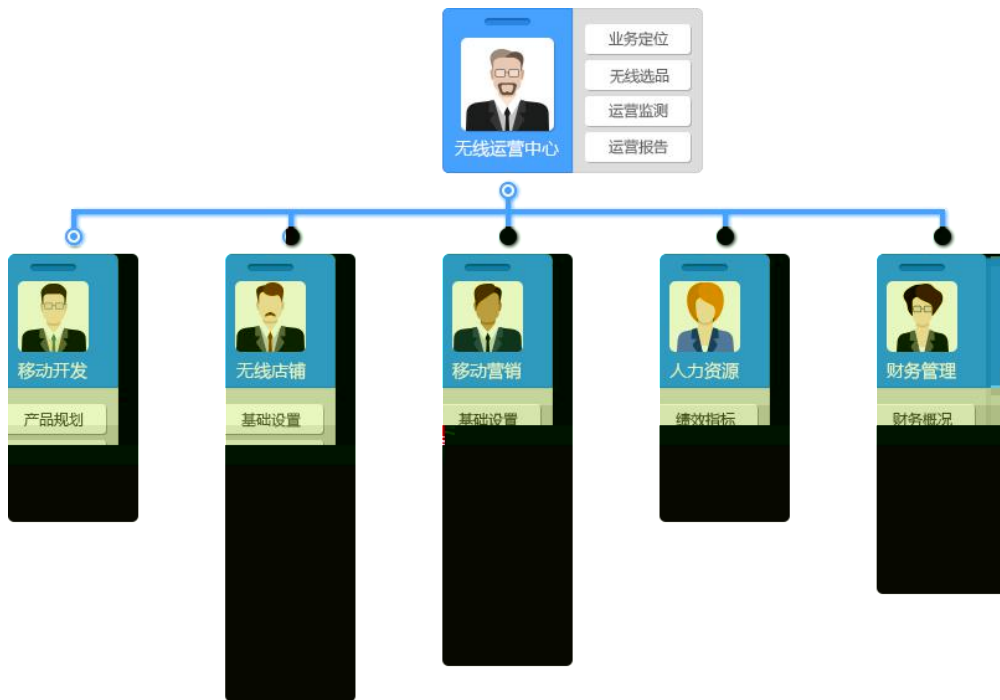 业务定位
无线选品
运营监测
运营报告
无线运营中心
移动开发
无线店铺
移动营销
人力资源
财务管理
产品规划
基础设置
基础设置
绩效指标
财务概况